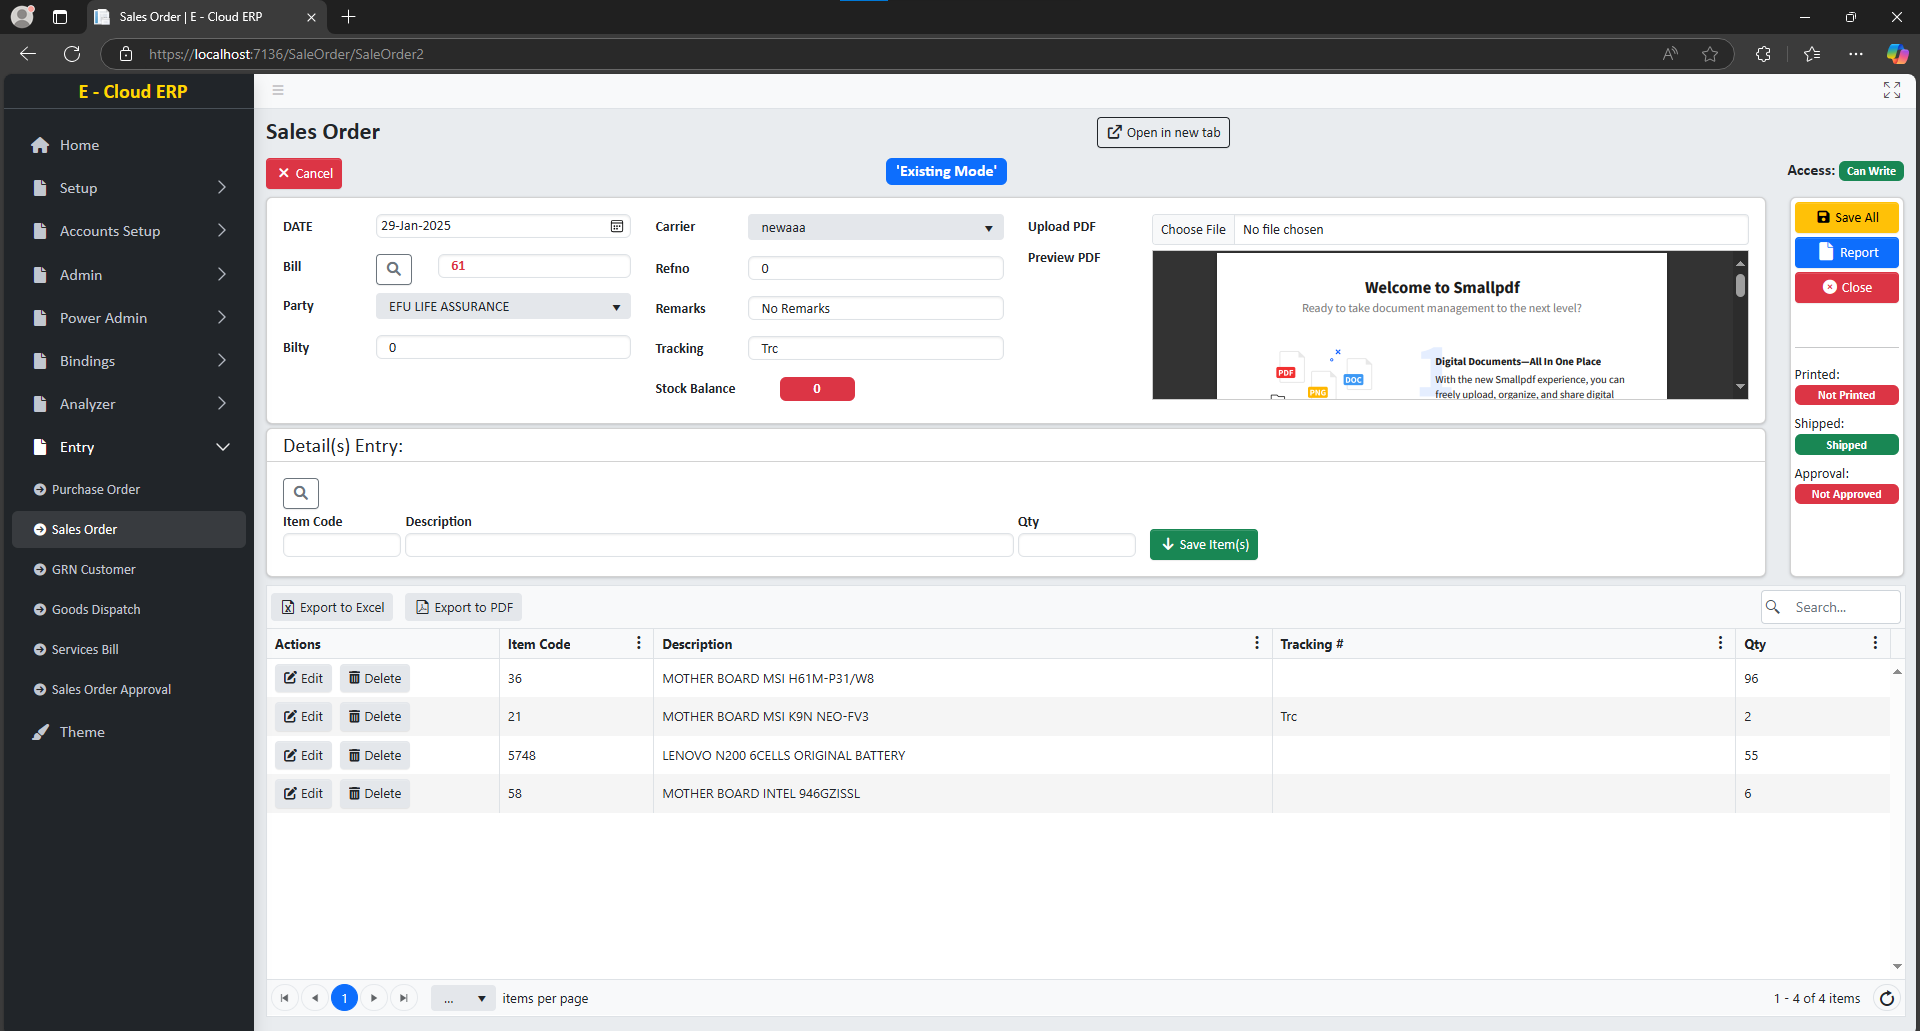 Sales Order | E - Cloud ERP
https://localhost:7136/SaleOrder/SaleOrder2
E - Cloud ERP
Home
Setup
Accounts Setup
Admin
Power Admin
Bindings
Analyzer
Entry
Purchase Order
Sales Order
GRN Customer
Goods Dispatch
Services Bill
Sales Order Approval
Theme
Sales Order
Open in new tab
Cancel
'Existing Mode'
Access: Can Write
DATE 29-Jan-2025
Bill 61
Party EFU LIFE ASSURANCE
Bilty 0
Carrier newaaa
Refno 0
Remarks No Remarks
Tracking Trc
Stock Balance 0
Upload PDF Choose File No file chosen
Preview PDF
Welcome to Smallpdf
Ready to take document management to the next level?
PDF
PNG
DOC
1
Digital Documents—All In One Place
With the new Smallpdf experience, you can
freely upload, organize, and share digital
Save All
Report
Close
Printed:
Not Printed
Shipped:
Shipped
Approval:
Not Approved
Detail(s) Entry:
Item Code Description Qty
Save Item(s)
Export to Excel Export to PDF Search...
Actions Item Code Description Tracking # Qty
Edit Delete 36 MOTHER BOARD MSI H61M-P31/W8 96
Edit Delete 21 MOTHER BOARD MSI K9N NEO-FV3 Trc 2
Edit Delete 5748 LENOVO N200 6CELLS ORIGINAL BATTERY 55
Edit Delete 58 MOTHER BOARD INTEL 946GZISSL 6
1 ... items per page 1 - 4 of 4 items